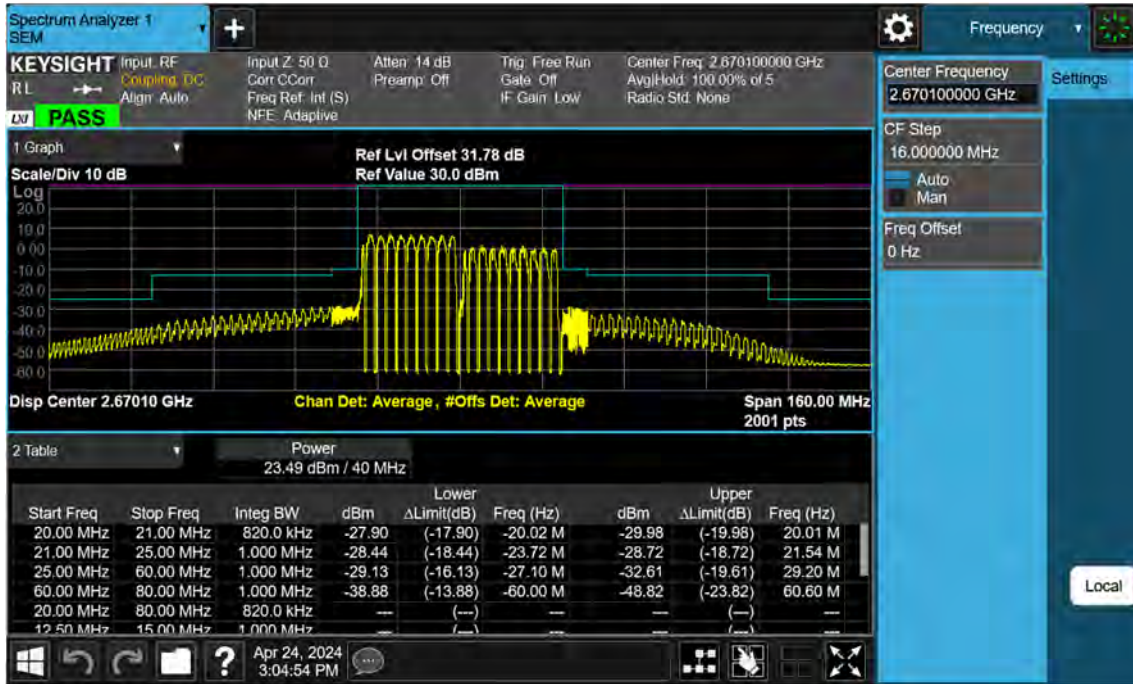 Spectrum Analyzer 1
SEM
+
Frequency
KEYSIGHT
RL
LXI
PASS
Input: RF
Coupling: DC
Align: Auto
Input Z: 50 Ω
Corr CCorr
Freq Ref: Int (S)
NFE: Adaptive
Atten: 14 dB
Preamp: Off
Trig: Free Run
Gate: Off
IF Gain: Low
Center Freq: 2.670100000 GHz
Avg|Hold: 100.00% of 5
Radio Std: None
Center Frequency
2.670100000 GHz
Settings
CF Step
16.000000 MHz
Auto
Man
Freq Offset
0 Hz
Local
1 Graph
Scale/Div 10 dB
Ref Lvl Offset 31.78 dB
Ref Value 30.0 dBm
Log
20.0
10.0
0.00
-10.0
-20.0
-30.0
-40.0
-50.0
-60.0
Disp Center 2.67010 GHz
Chan Det: Average, #Offs Det: Average
Span 160.00 MHz
2001 pts
2 Table
Power
23.49 dBm / 40 MHz
Lower Upper
Start Freq Stop Freq Integ BW dBm ΔLimit(dB) Freq (Hz) dBm ΔLimit(dB) Freq (Hz)
20.00 MHz 21.00 MHz 820.0 kHz -27.90 (-17.90) -20.02 M -29.98 (-19.98) 20.01 M
21.00 MHz 25.00 MHz 1.000 MHz -28.44 (-18.44) -23.72 M -28.72 (-18.72) 21.54 M
25.00 MHz 60.00 MHz 1.000 MHz -29.13 (-16.13) -27.10 M -32.61 (-19.61) 29.20 M
60.00 MHz 80.00 MHz 1.000 MHz -38.88 (-13.88) -60.00 M -48.82 (-23.82) 60.60 M
20.00 MHz 80.00 MHz 820.0 kHz --- (---) --- --- (---) ---
12.50 MHz 15.00 MHz 1.000 MHz --- (---) --- --- (---) ---
?
Apr 24, 2024
3:04:54 PM